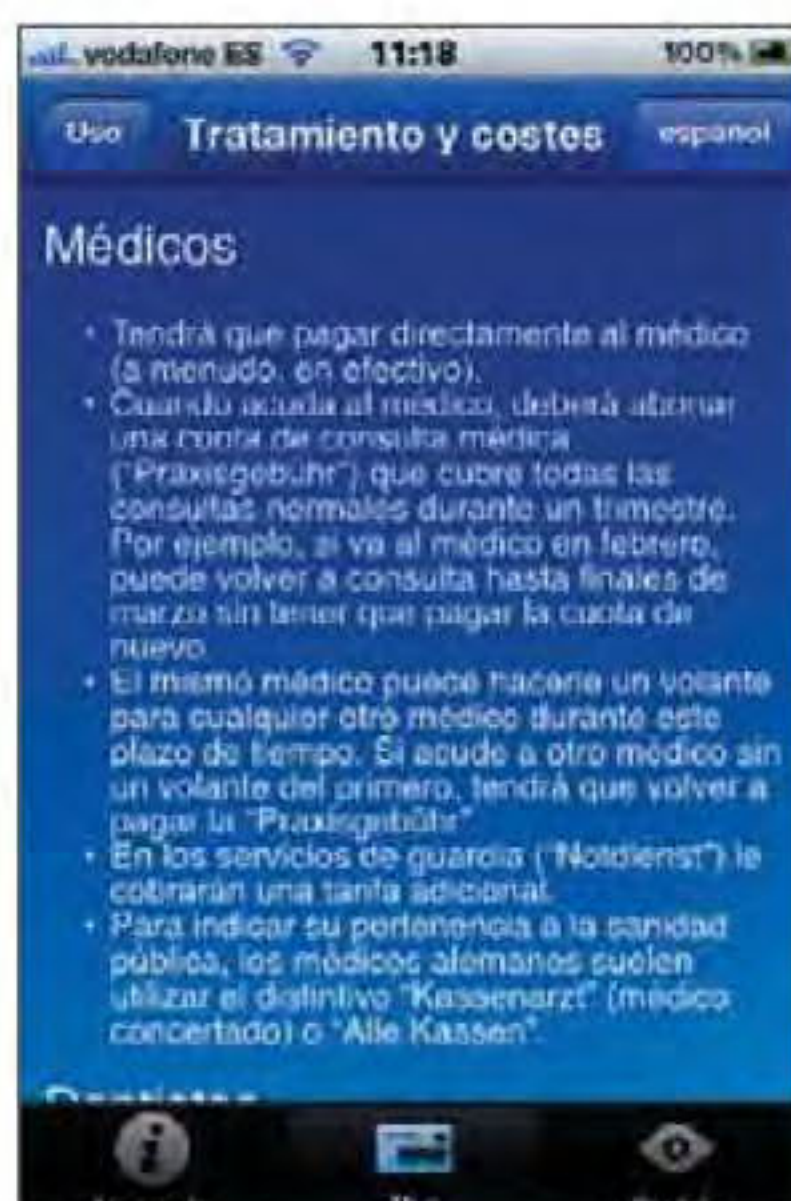 vodafone ES 11:18 100%
Uso Tratamiento y costes español
Médicos
• Tendrá que pagar directamente al médico
(a menudo, en efectivo).
• Cuando acuda al médico, deberá abonar
una cuota de consulta médica
("Praxisgebühr") que cubre todas las
consultas normales durante un trimestre.
Por ejemplo, si va al médico en febrero,
puede volver a consulta hasta finales de
marzo sin tener que pagar la cuota de
nuevo.
• El mismo médico puede hacerle un volante
para cualquier otro médico durante este
plazo de tiempo. Si acude a otro médico sin
un volante del primero, tendrá que volver a
pagar la "Praxisgebühr"
• En los servicios de guardia ("Notdienst") le
cobrarán una tarifa adicional.
• Para indicar su pertenencia a la sanidad
pública, los médicos alemanes suelen
utilizar el distintivo "Kassenarzt" (médico
concertado) o "Alle Kassen".
Dentistas